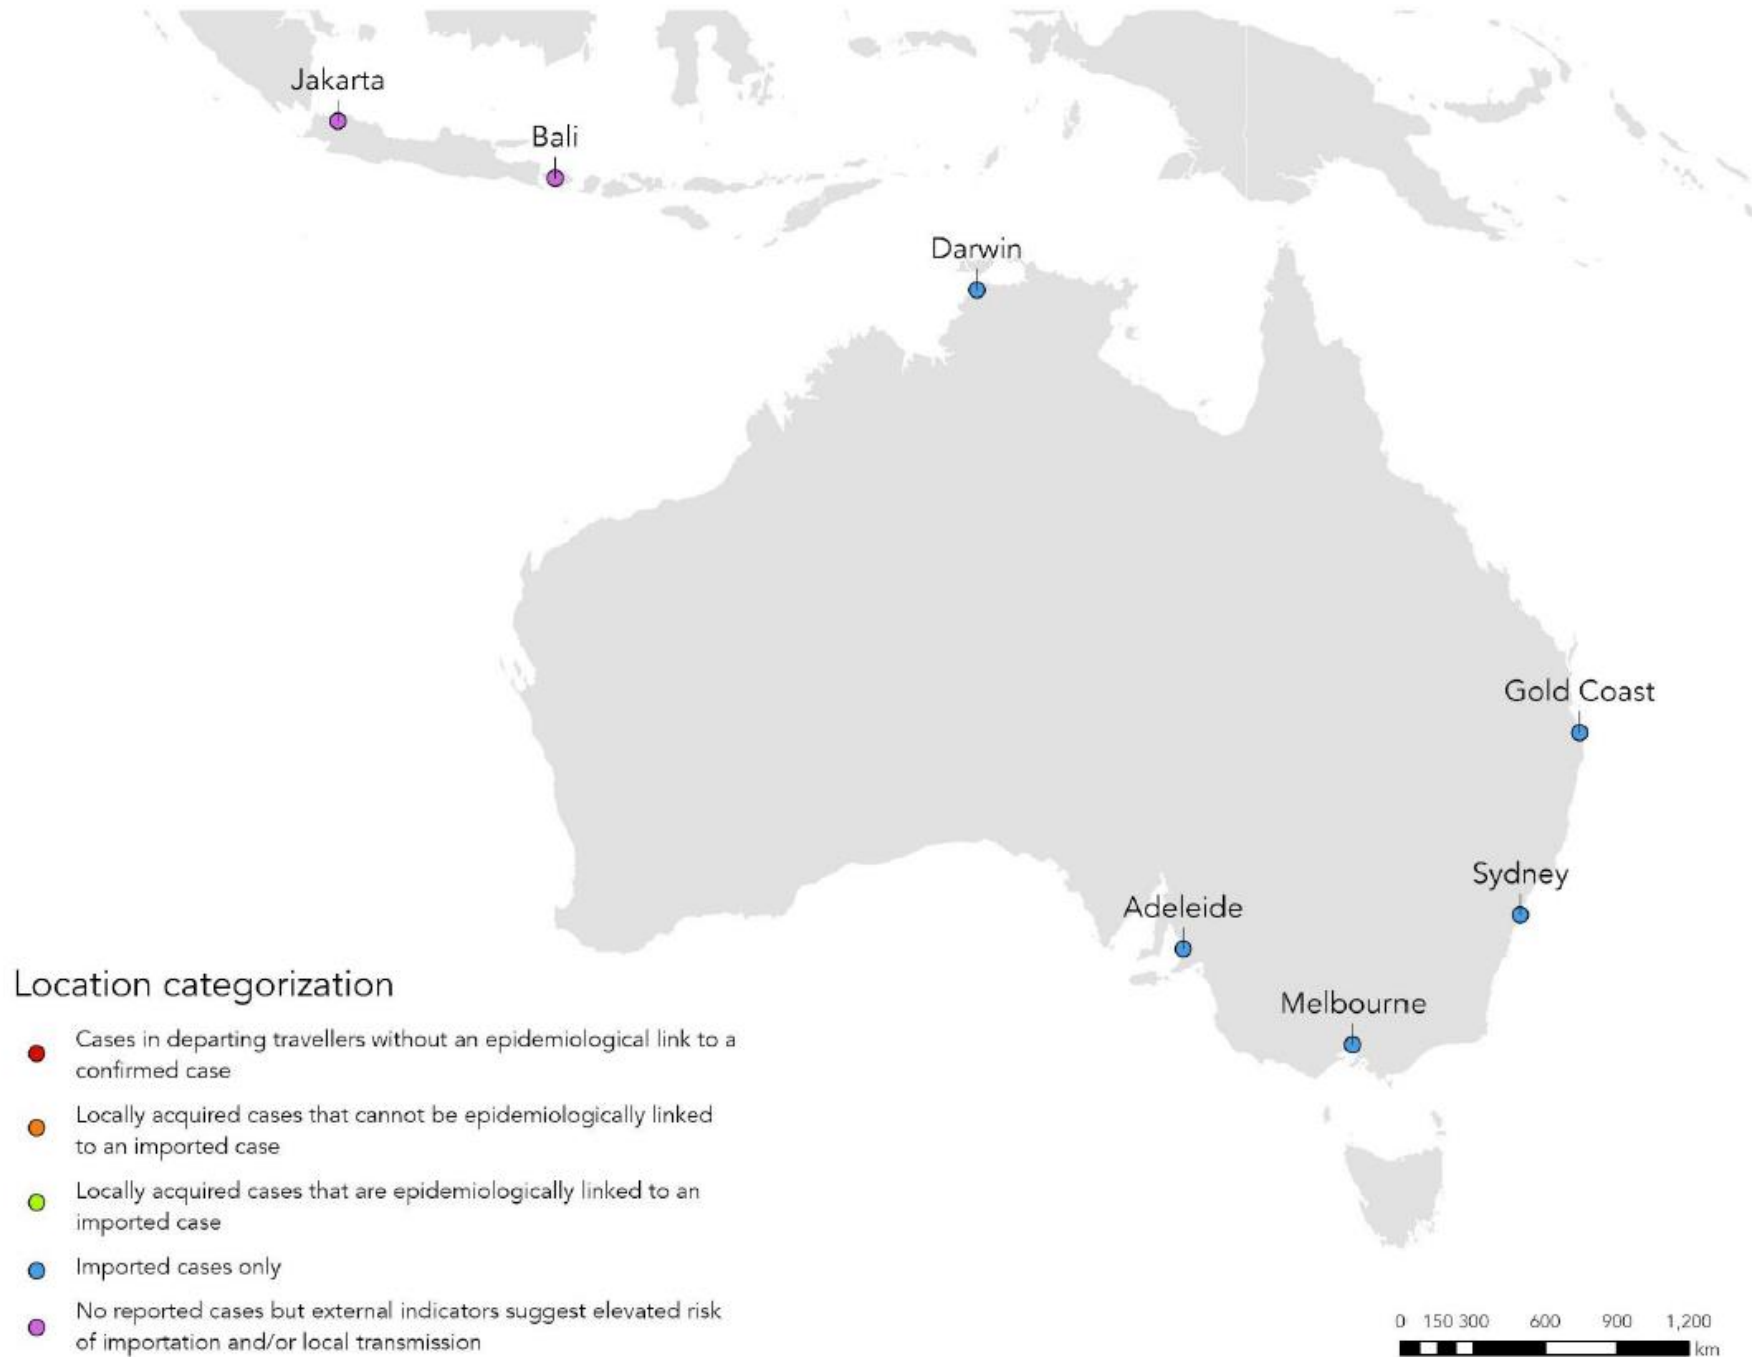 Jakarta
Bali
Darwin
Gold Coast
Sydney
Adeleide
Melbourne
Location categorization
Cases in departing travellers without an epidemiological link to a
confirmed case
Locally acquired cases that cannot be epidemiologically linked
to an imported case
Locally acquired cases that are epidemiologically linked to an
imported case
Imported cases only
No reported cases but external indicators suggest elevated risk
of importation and/or local transmission
0 150 300 600 900 1,200
km